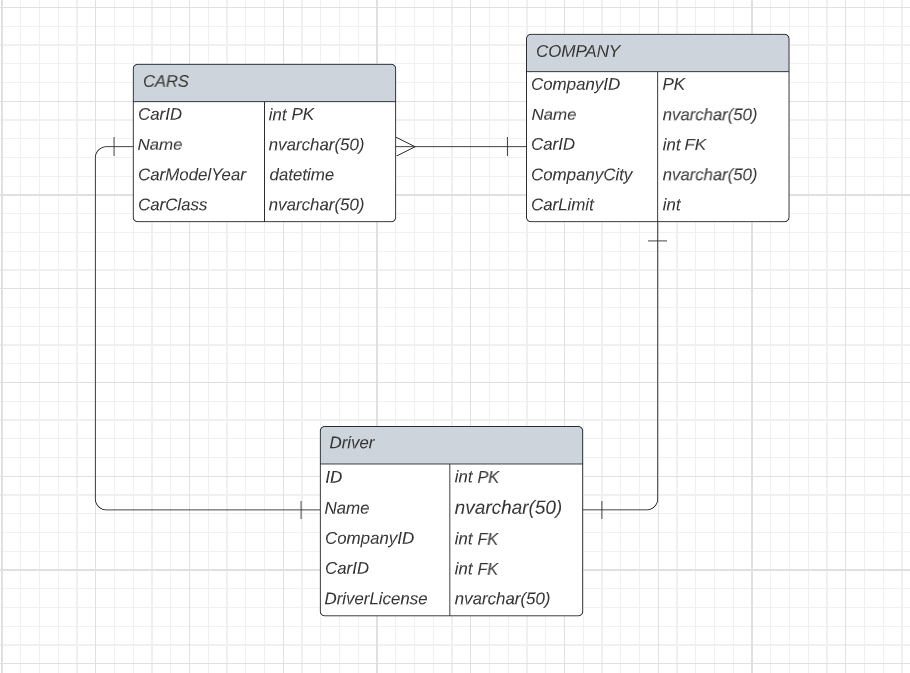 CARS
CarID int PK
Name nvarchar(50)
CarModelYear datetime
CarClass nvarchar(50)
COMPANY
CompanyID PK
Name nvarchar(50)
CarID int FK
CompanyCity nvarchar(50)
CarLimit int
Driver
ID int PK
Name nvarchar(50)
CompanyID int FK
CarID int FK
DriverLicense nvarchar(50)